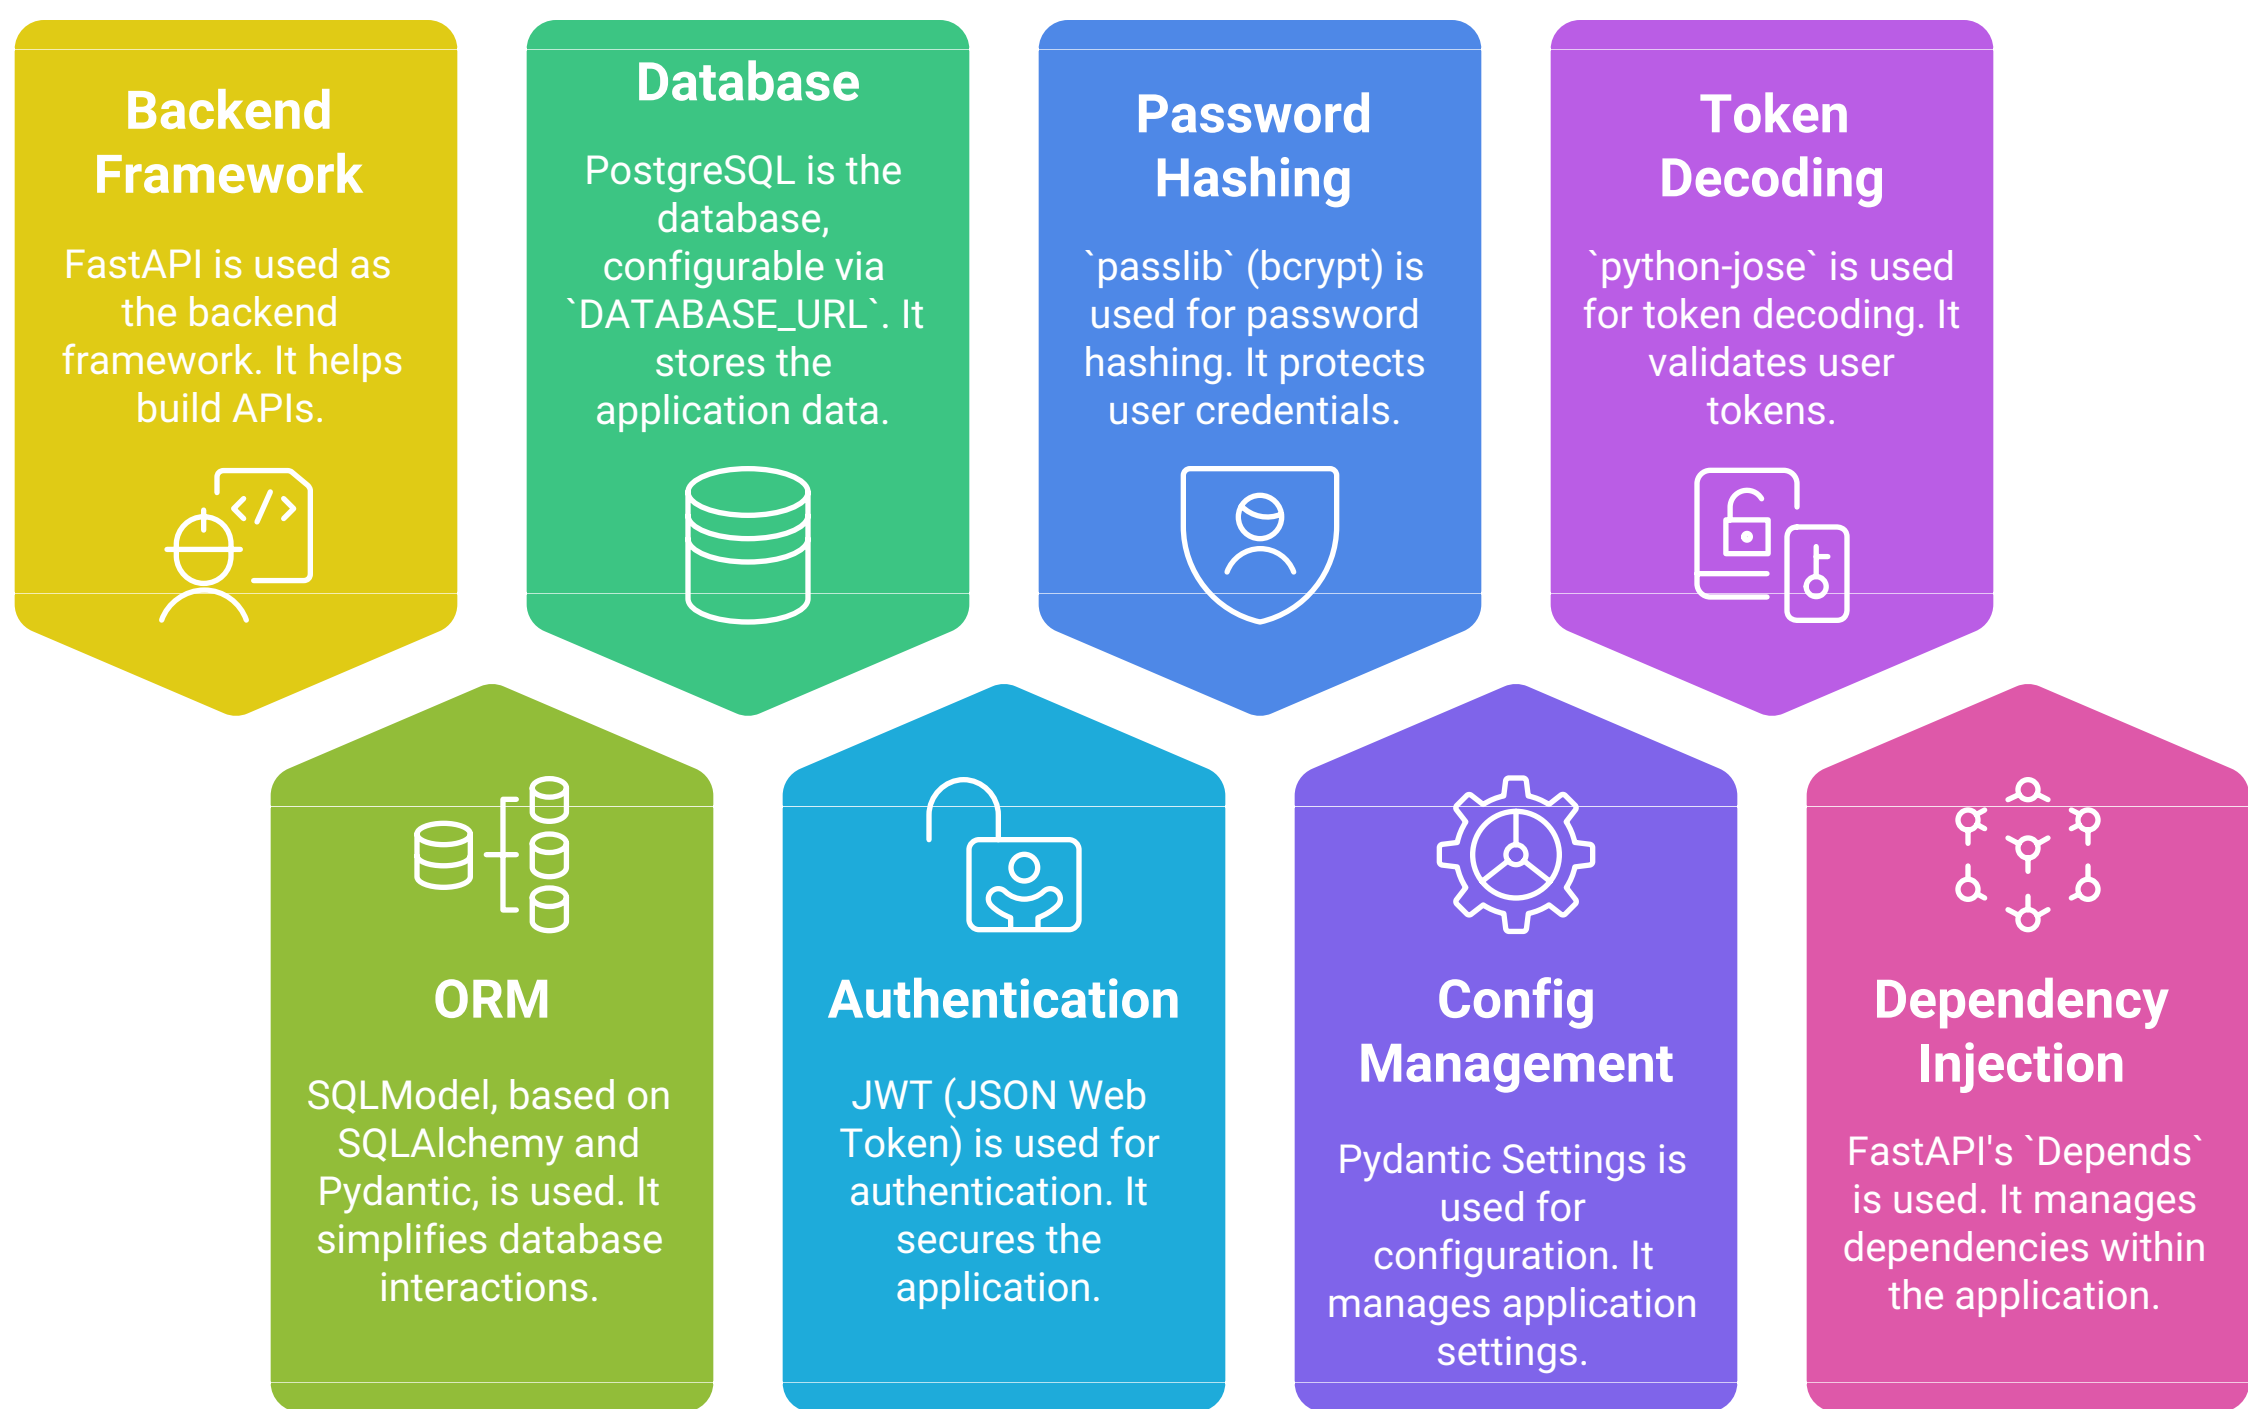 Backend
Framework
FastAPI is used as
the backend
framework. It helps
build APIs.
Database
PostgreSQL is the
database,
configurable via
`DATABASE_URL`. It
stores the
application data.
Password
Hashing
`passlib` (bcrypt) is
used for password
hashing. It protects
user credentials.
Token
Decoding
`python-jose` is used
for token decoding. It
validates user
tokens.
</>
ORM
SQLModel, based on
SQLAlchemy and
Pydantic, is used. It
simplifies database
interactions.
Authentication
JWT (JSON Web
Token) is used for
authentication. It
secures the
application.
Config
Management
Pydantic Settings is
used for
configuration. It
manages application
settings.
Dependency
Injection
FastAPI's `Depends`
is used. It manages
dependencies within
the application.